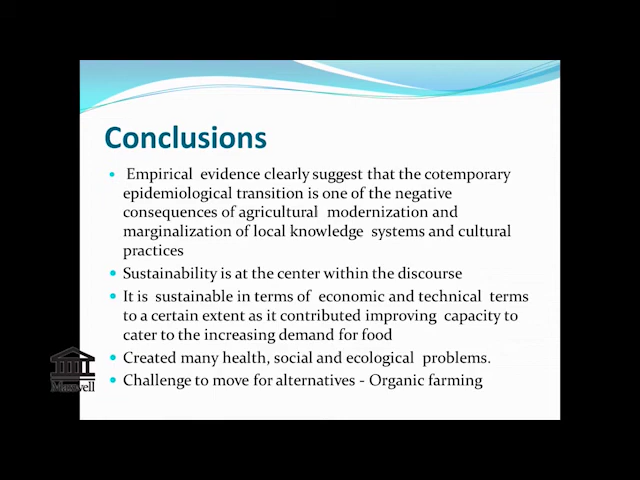 Conclusions
• Empirical evidence clearly suggest that the cotemporary
epidemiological transition is one of the negative
consequences of agricultural modernization and
marginalization of local knowledge systems and cultural
practices
• Sustainability is at the center within the discourse
• It is sustainable in terms of economic and technical terms
to a certain extent as it contributed improving capacity to
cater to the increasing demand for food
• Created many health, social and ecological problems.
• Challenge to move for alternatives - Organic farming
Maxwell